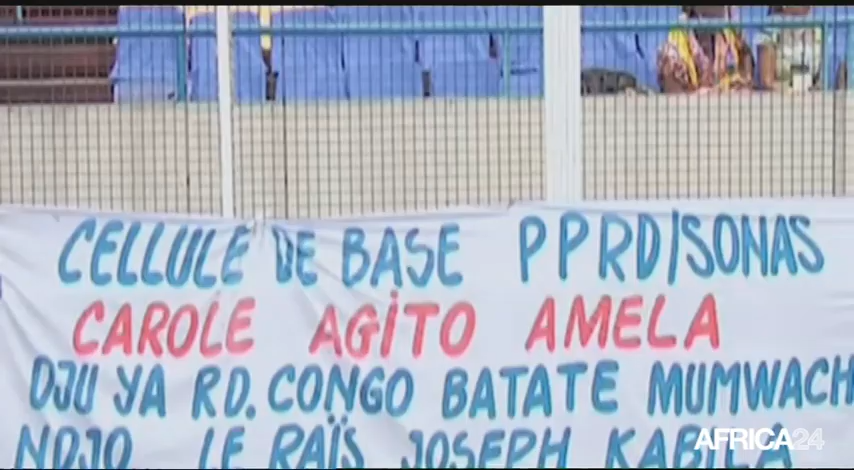 CELLULE DE BASE PPRD/SONAS
CAROLE AGITO AMELA
DJU YA RD. CONGO BATATE MUMWACH
NDJO LE RAÏS JOSEPH KABILA
AFRICA24